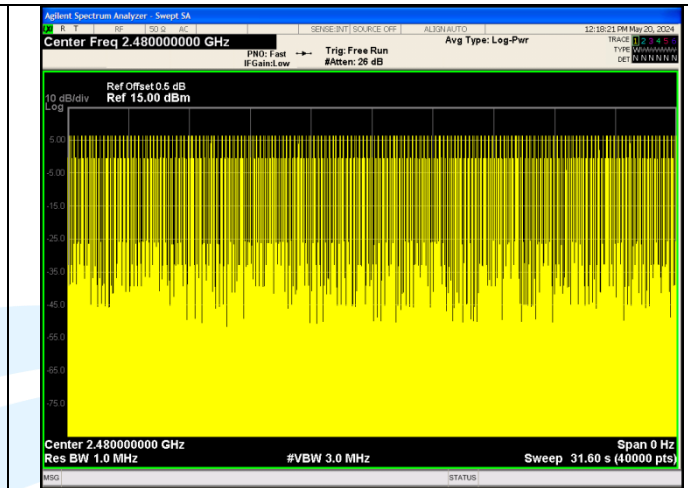 Agilent Spectrum Analyzer - Swept SA
R T RF 50 Ω AC SENSE:INT SOURCE OFF ALIGN AUTO 12:18:21 PM May 20, 2024
Center Freq 2.480000000 GHz Avg Type: Log-Pwr TRACE 1 2 3 4 5 6
PNO: Fast Trig: Free Run TYPE
IFGain:Low #Atten: 26 dB DET N N N N N N
Ref Offset 0.5 dB
10 dB/div Ref 15.00 dBm
Log
5.00
-5.00
-15.0
-25.0
-35.0
-45.0
-55.0
-65.0
-75.0
Center 2.480000000 GHz Span 0 Hz
Res BW 1.0 MHz #VBW 3.0 MHz Sweep 31.60 s (40000 pts)
MSG STATUS